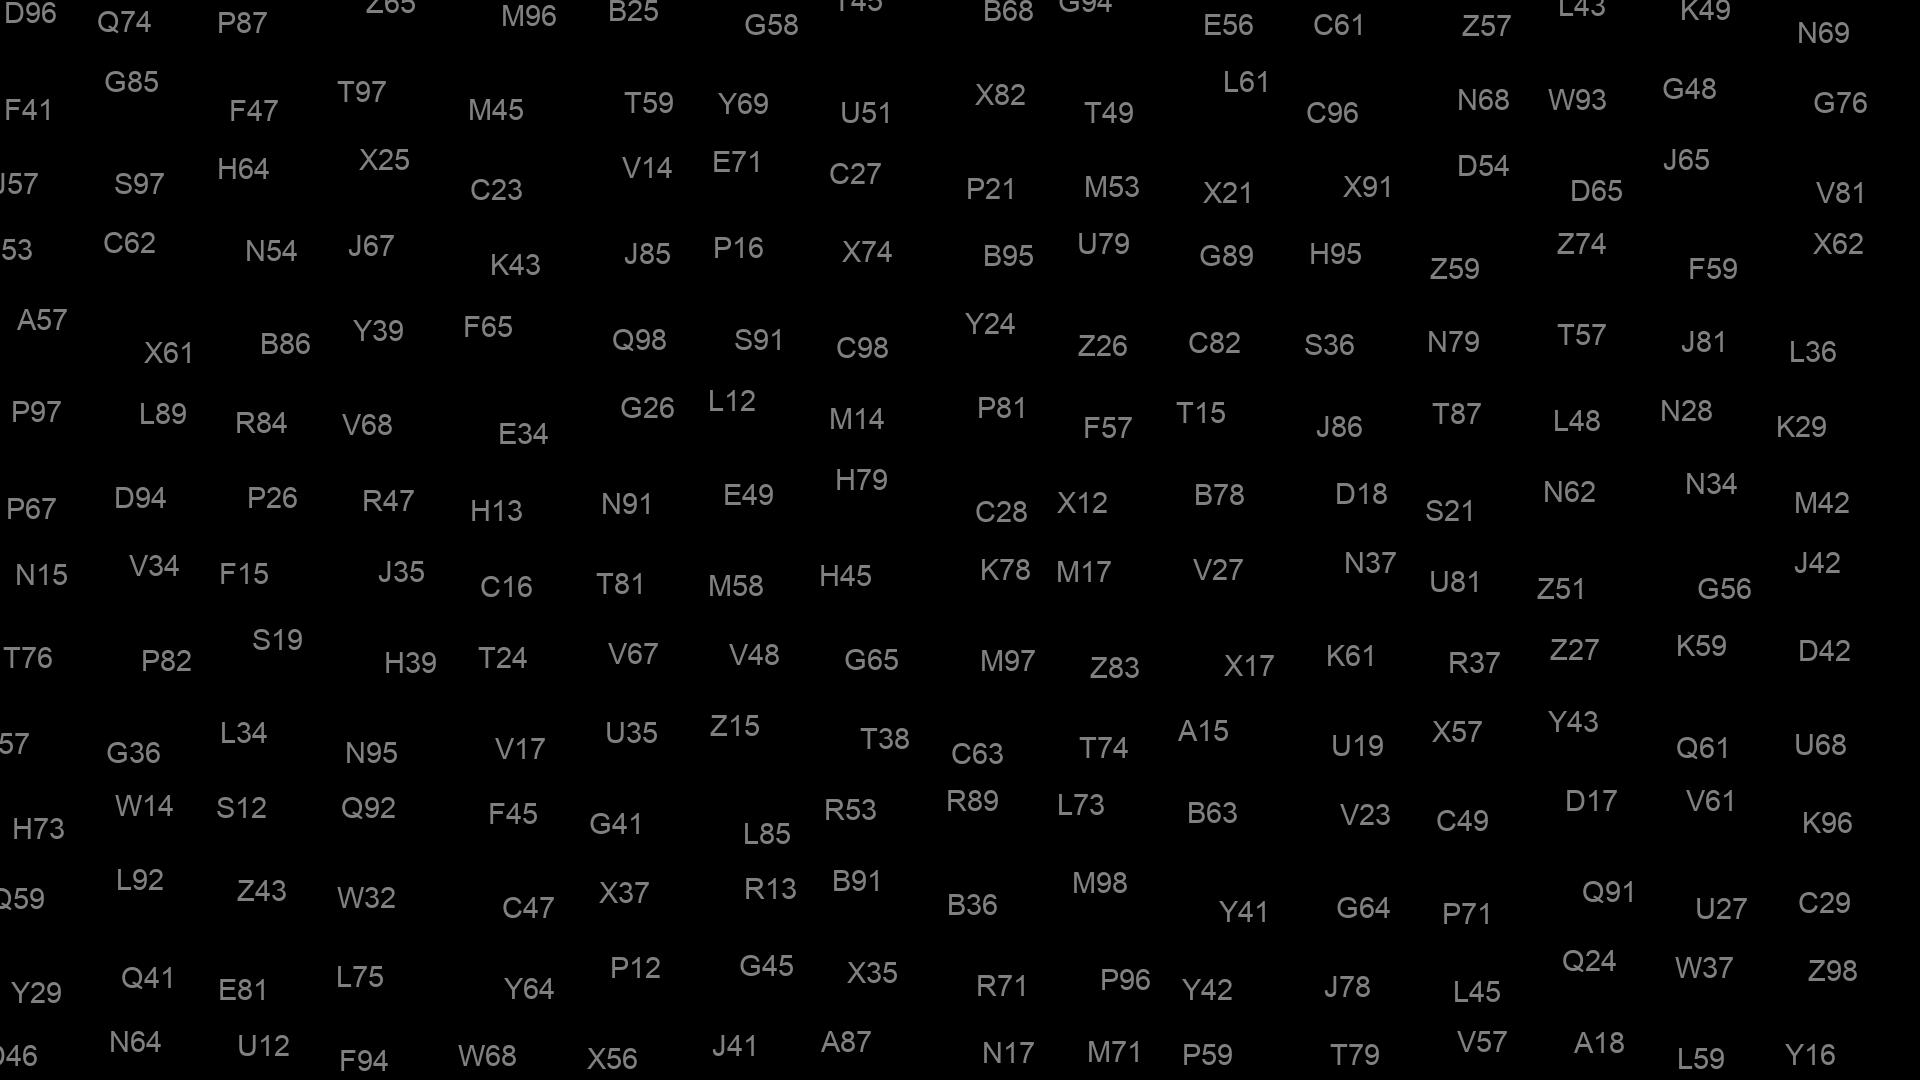 D96 Q74 P87 Z65 M96 B25 G58 T45 B68 G94 E56 C61 Z57 L43 K49 N69
F41 G85 F47 T97 M45 T59 Y69 U51 X82 T49 L61 C96 N68 W93 G48 G76
J57 S97 H64 X25 C23 V14 E71 C27 P21 M53 X21 X91 D54 D65 J65 V81
53 C62 N54 J67 K43 J85 P16 X74 B95 U79 G89 H95 Z59 Z74 F59 X62
A57 X61 B86 Y39 F65 Q98 S91 C98 Y24 Z26 C82 S36 N79 T57 J81 L36
P97 L89 R84 V68 E34 G26 L12 M14 P81 F57 T15 J86 T87 L48 N28 K29
P67 D94 P26 R47 H13 N91 E49 H79 C28 X12 B78 D18 S21 N62 N34 M42
N15 V34 F15 J35 C16 T81 M58 H45 K78 M17 V27 N37 U81 Z51 G56 J42
T76 P82 S19 H39 T24 V67 V48 G65 M97 Z83 X17 K61 R37 Z27 K59 D42
57 G36 L34 N95 V17 U35 Z15 T38 C63 T74 A15 U19 X57 Y43 Q61 U68
H73 W14 S12 Q92 F45 G41 L85 R53 R89 L73 B63 V23 C49 D17 V61 K96
Q59 L92 Z43 W32 C47 X37 R13 B91 B36 M98 Y41 G64 P71 Q91 U27 C29
Y29 Q41 E81 L75 Y64 P12 G45 X35 R71 P96 Y42 J78 L45 Q24 W37 Z98
46 N64 U12 F94 W68 X56 J41 A87 N17 M71 P59 T79 V57 A18 L59 Y16